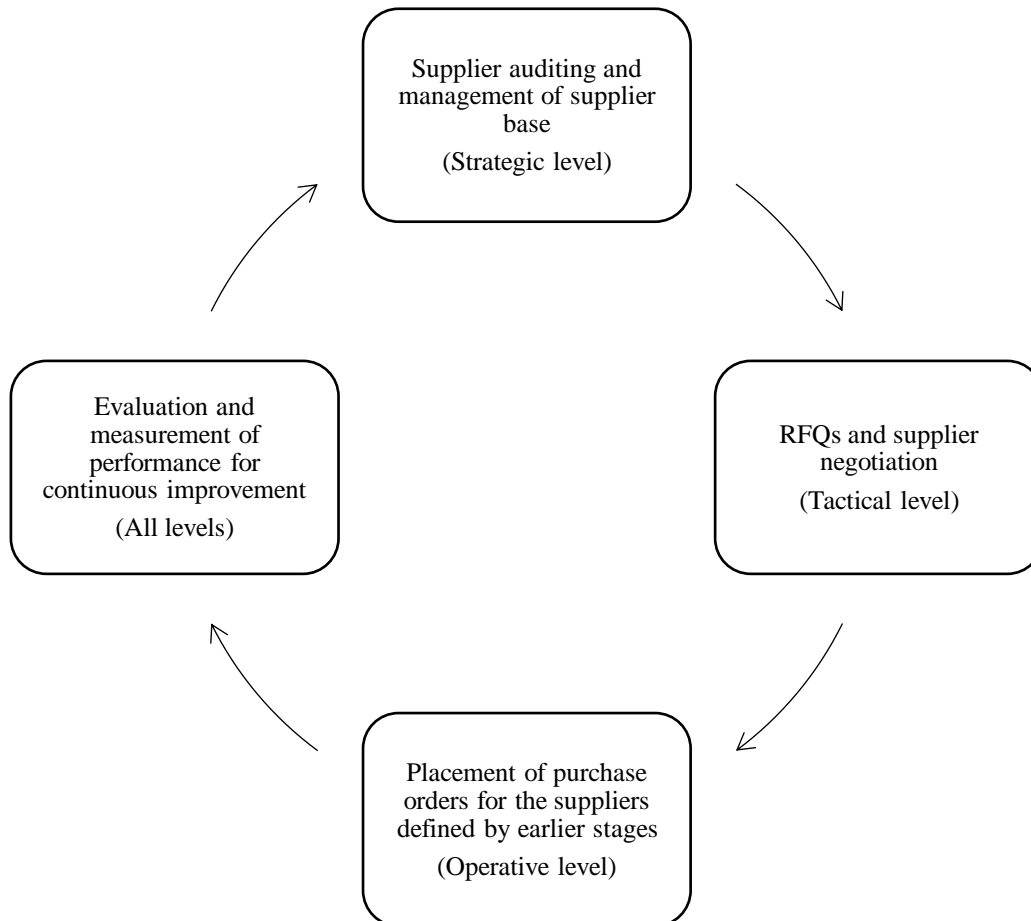 Supplier auditing and
management of supplier
base
(Strategic level)
Evaluation and
measurement of
performance for
continuous improvement
(All levels)
RFQs and supplier
negotiation
(Tactical level)
Placement of purchase
orders for the suppliers
defined by earlier stages
(Operative level)